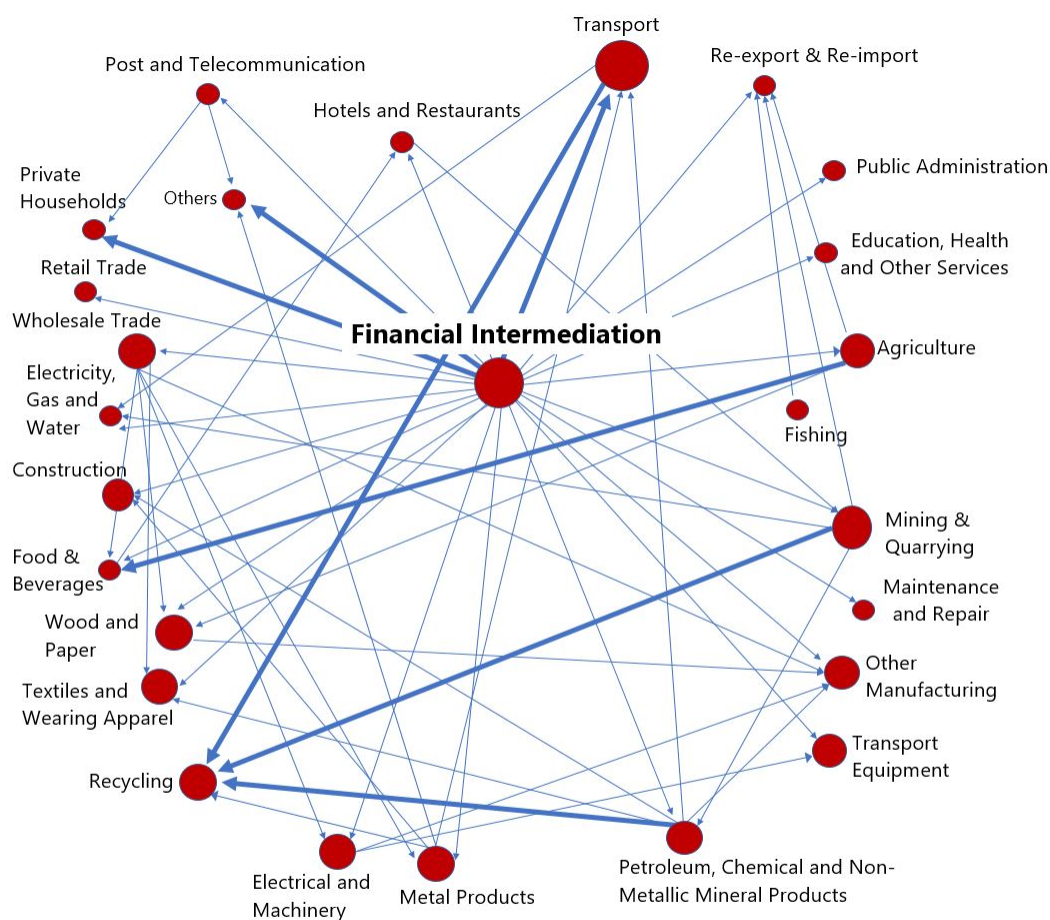 Transport
Re-export & Re-import
Post and Telecommunication
Hotels and Restaurants
Public Administration
Private
Households
Others
Education, Health
and Other Services
Retail Trade
Wholesale Trade
Financial Intermediation
Agriculture
Electricity,
Gas and
Water
Fishing
Construction
Mining &
Quarrying
Food &
Beverages
Maintenance
and Repair
Wood and
Paper
Other
Manufacturing
Textiles and
Wearing Apparel
Transport
Equipment
Recycling
Petroleum, Chemical and Non-
Metallic Mineral Products
Electrical and
Machinery
Metal Products